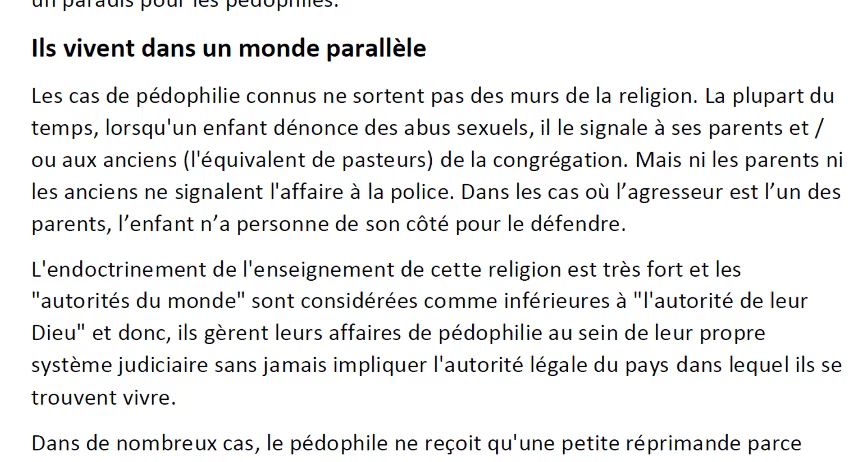 un paradis pour les pédophiles.
Ils vivent dans un monde parallèle
Les cas de pédophilie connus ne sortent pas des murs de la religion. La plupart du
temps, lorsqu'un enfant dénonce des abus sexuels, il le signale à ses parents et /
ou aux anciens (l'équivalent de pasteurs) de la congrégation. Mais ni les parents ni
les anciens ne signalent l'affaire à la police. Dans les cas où l’agresseur est l’un des
parents, l’enfant n’a personne de son côté pour le défendre.
L'endoctrinement de l'enseignement de cette religion est très fort et les
"autorités du monde" sont considérées comme inférieures à "l'autorité de leur
Dieu" et donc, ils gèrent leurs affaires de pédophilie au sein de leur propre
système judiciaire sans jamais impliquer l'autorité légale du pays dans lequel ils se
trouvent vivre.
Dans de nombreux cas, le pédophile ne reçoit qu'une petite réprimande parce